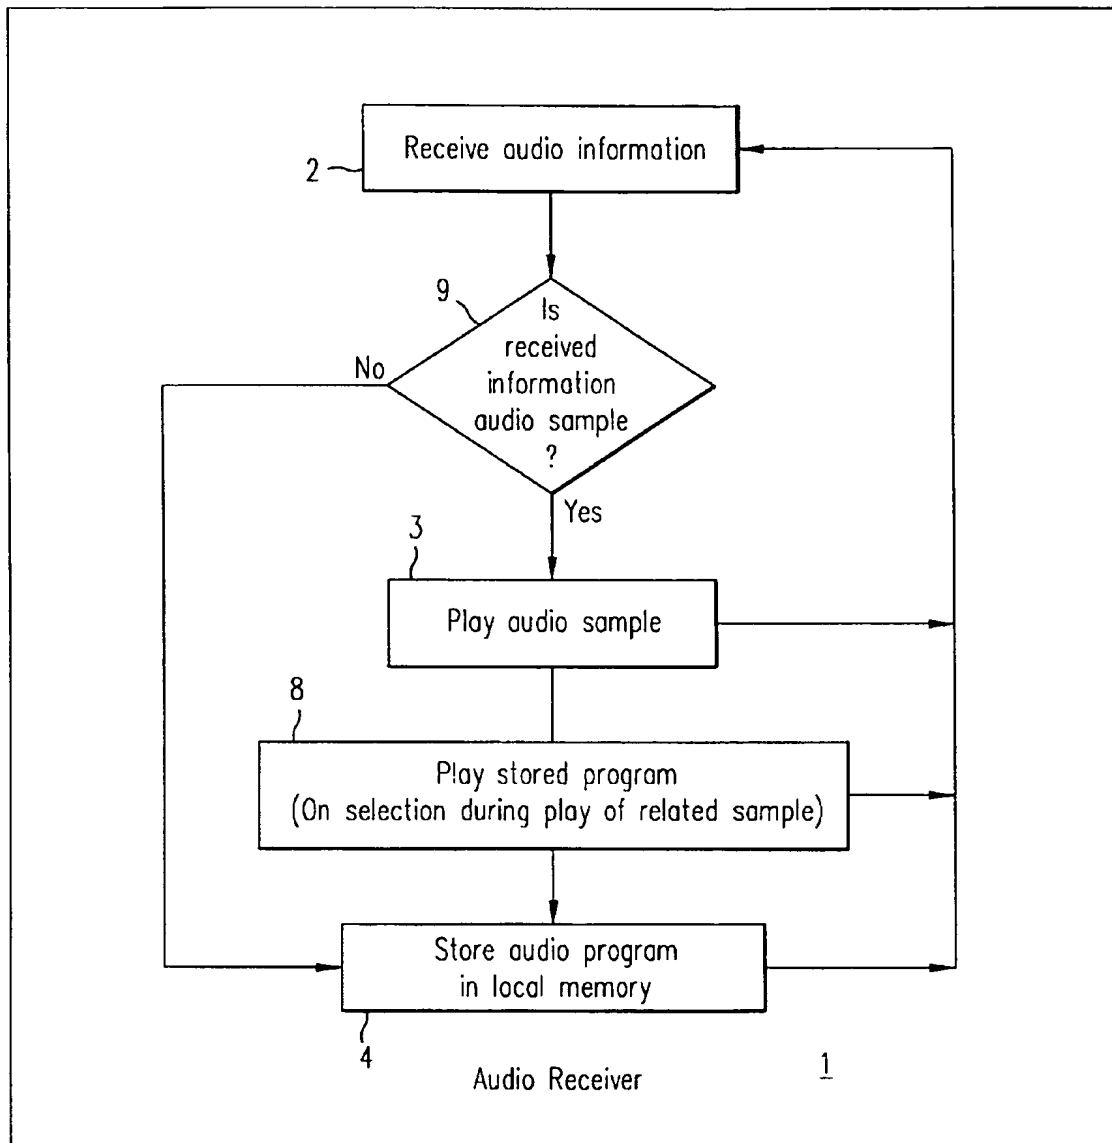 Receive audio information
2
9
Is
received
information
audio sample
?
No
Yes
3
Play audio sample
8
Play stored program
(On selection during play of related sample)
Store audio program
in local memory
4
Audio Receiver
1